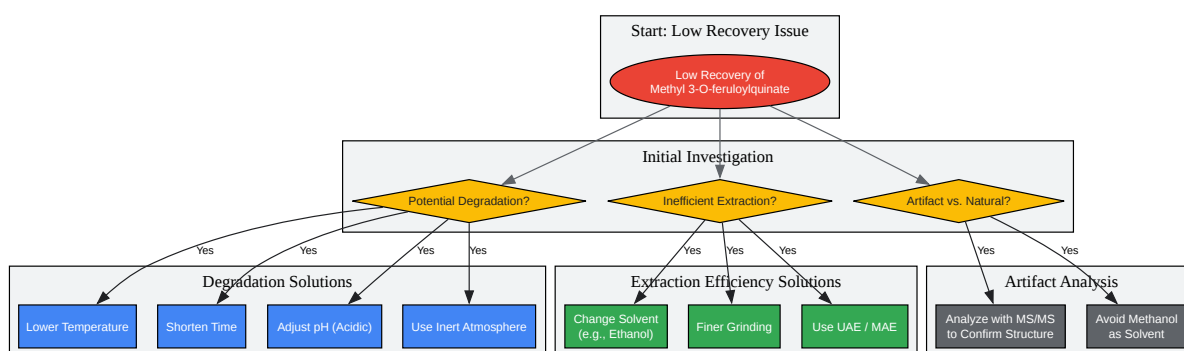 Start: Low Recovery Issue
Low Recovery of
Methyl 3-O-feruloylquinate
Initial Investigation
Potential Degradation?
Inefficient Extraction?
Artifact vs. Natural?
Yes
Yes
Yes
Yes
Yes
Yes
Yes
Yes
Yes
Degradation Solutions
Lower Temperature
Shorten Time
Adjust pH (Acidic)
Use Inert Atmosphere
Extraction Efficiency Solutions
Change Solvent
(e.g., Ethanol)
Finer Grinding
Use UAE / MAE
Artifact Analysis
Analyze with MS/MS
to Confirm Structure
Avoid Methanol
as Solvent